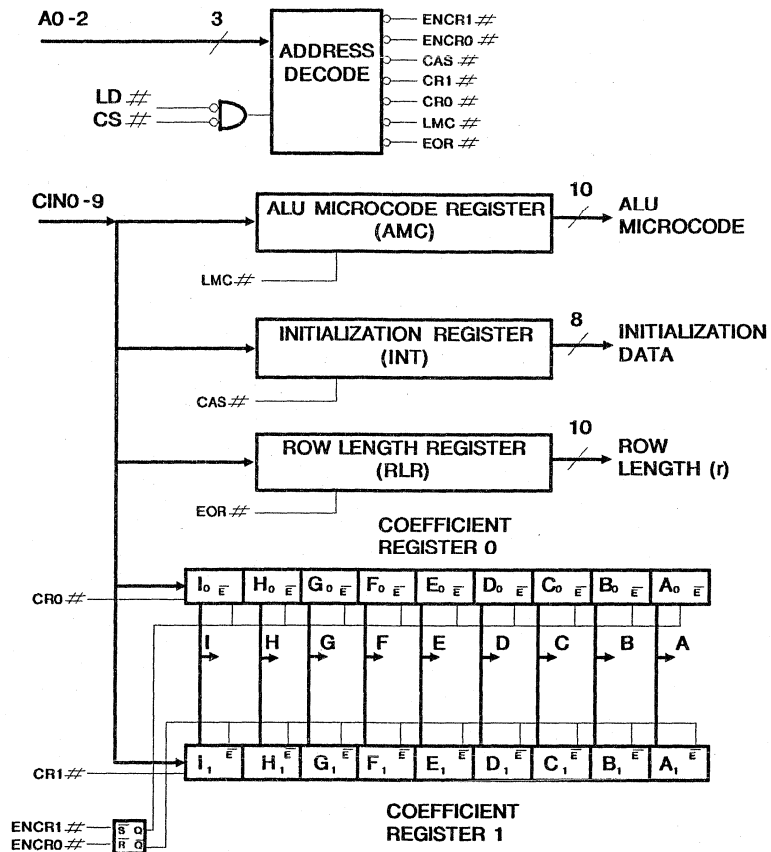 A0-2
3
ADDRESS
DECODE
ENCR1#
ENCR0#
CAS#
CR1#
CR0#
LMC#
EOR#
LD#
CS#
CIN0-9
ALU MICROCODE REGISTER
(AMC)
10
ALU
MICROCODE
LMC#
INITIALIZATION REGISTER
(INT)
8
INITIALIZATION
DATA
CAS#
ROW LENGTH REGISTER
(RLR)
10
ROW
LENGTH (r)
EOR#
COEFFICIENT
REGISTER 0
CR0#
I₀ E̅ H₀ E̅ G₀ E̅ F₀ E̅ E₀ E̅ D₀ E̅ C₀ E̅ B₀ E̅ A₀ E̅
I H G F E D C B A
I₁ E̅ H₁ E̅ G₁ E̅ F₁ E̅ E₁ E̅ D₁ E̅ C₁ E̅ B₁ E̅ A₁ E̅
CR1#
COEFFICIENT
REGISTER 1
ENCR1# S̅ Q
ENCR0# R̅ Q̅